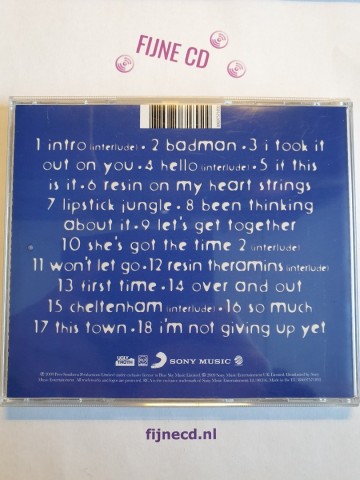 FIJNE CD
1 intro (interlude) • 2 badman • 3 i took it
out on you • 4 hello (interlude) • 5 if this
is it • 6 resin on my heart strings
7 lipstick jungle • 8 been thinking
about it • 9 let's get together
10 she's got the time 2 (interlude)
11 won't let go • 12 resin theramins (interlude)
13 first time • 14 over and out
15 cheltenham (interlude) • 16 so much
17 this town • 18 i'm not giving up yet
SONY MUSIC
fijnecd.nl